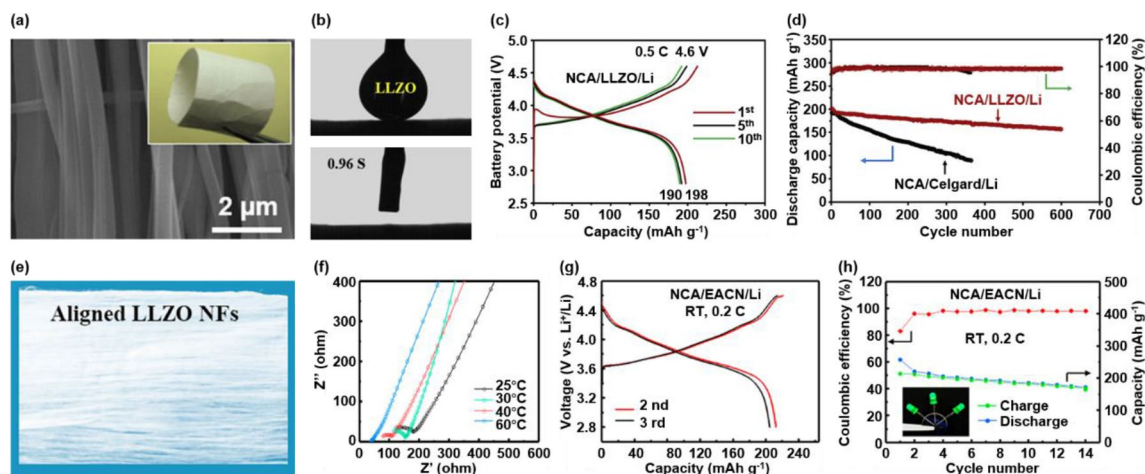 (a)
2 µm
(b)
LLZO
0.96 S
(c)
Battery potential (V)
5.0
4.5
4.0
3.5
3.0
2.5
0.5 C 4.6 V
NCA/LLZO/Li
1st
5th
10th
190 198
0 50 100 150 200 250 300
Capacity (mAh g-1)
(d)
Discharge capacity (mAh g-1)
350
300
250
200
150
100
50
0
NCA/LLZO/Li
NCA/Celgard/Li
120
100
80
60
40
20
0
Coulombic efficiency (%)
0 100 200 300 400 500 600 700
Cycle number
(e)
Aligned LLZO NFs
(f)
Z'' (ohm)
400
300
200
100
0
25°C
30°C
40°C
60°C
0 100 200 300 400 500 600
Z' (ohm)
(g)
Voltage (V vs. Li+/Li)
4.8
4.4
4.0
3.6
3.2
2.8
NCA/EACN/Li
RT, 0.2 C
2 nd
3 rd
0 40 80 120 160 200 240
Capacity (mAh g-1)
(h)
Coulombic efficiency (%)
120
100
80
60
40
20
0
NCA/EACN/Li
RT, 0.2 C
Charge
Discharge
500
400
300
200
100
0
Capacity (mAh g-1)
0 2 4 6 8 10 12 14
Cycle number